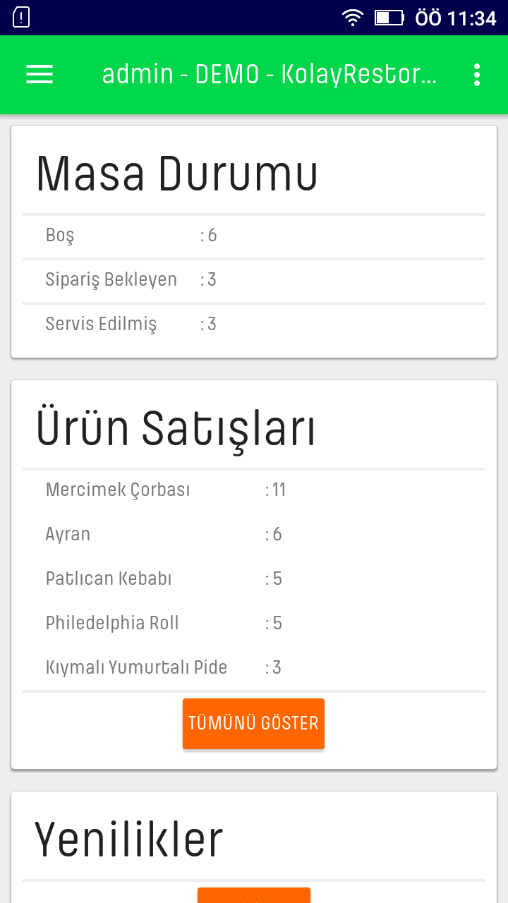 ÖÖ 11:34
admin - DEMO - KolayRestor...
Masa Durumu
Boş : 6
Sipariş Bekleyen : 3
Servis Edilmiş : 3
Ürün Satışları
Mercimek Çorbası : 11
Ayran : 6
Patlıcan Kebabı : 5
Philedelphia Roll : 5
Kıymalı Yumurtalı Pide : 3
TÜMÜNÜ GÖSTER
Yenilikler